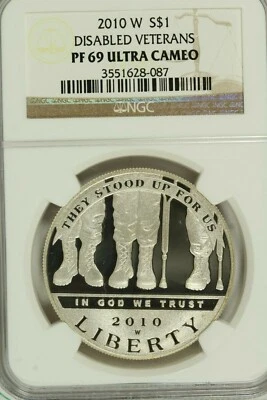 2010 W S$1
DISABLED VETERANS
PF 69 ULTRA CAMEO
3551628-087
NGC
THEY STOOD UP FOR US
IN GOD WE TRUST
2010
W
LIBERTY